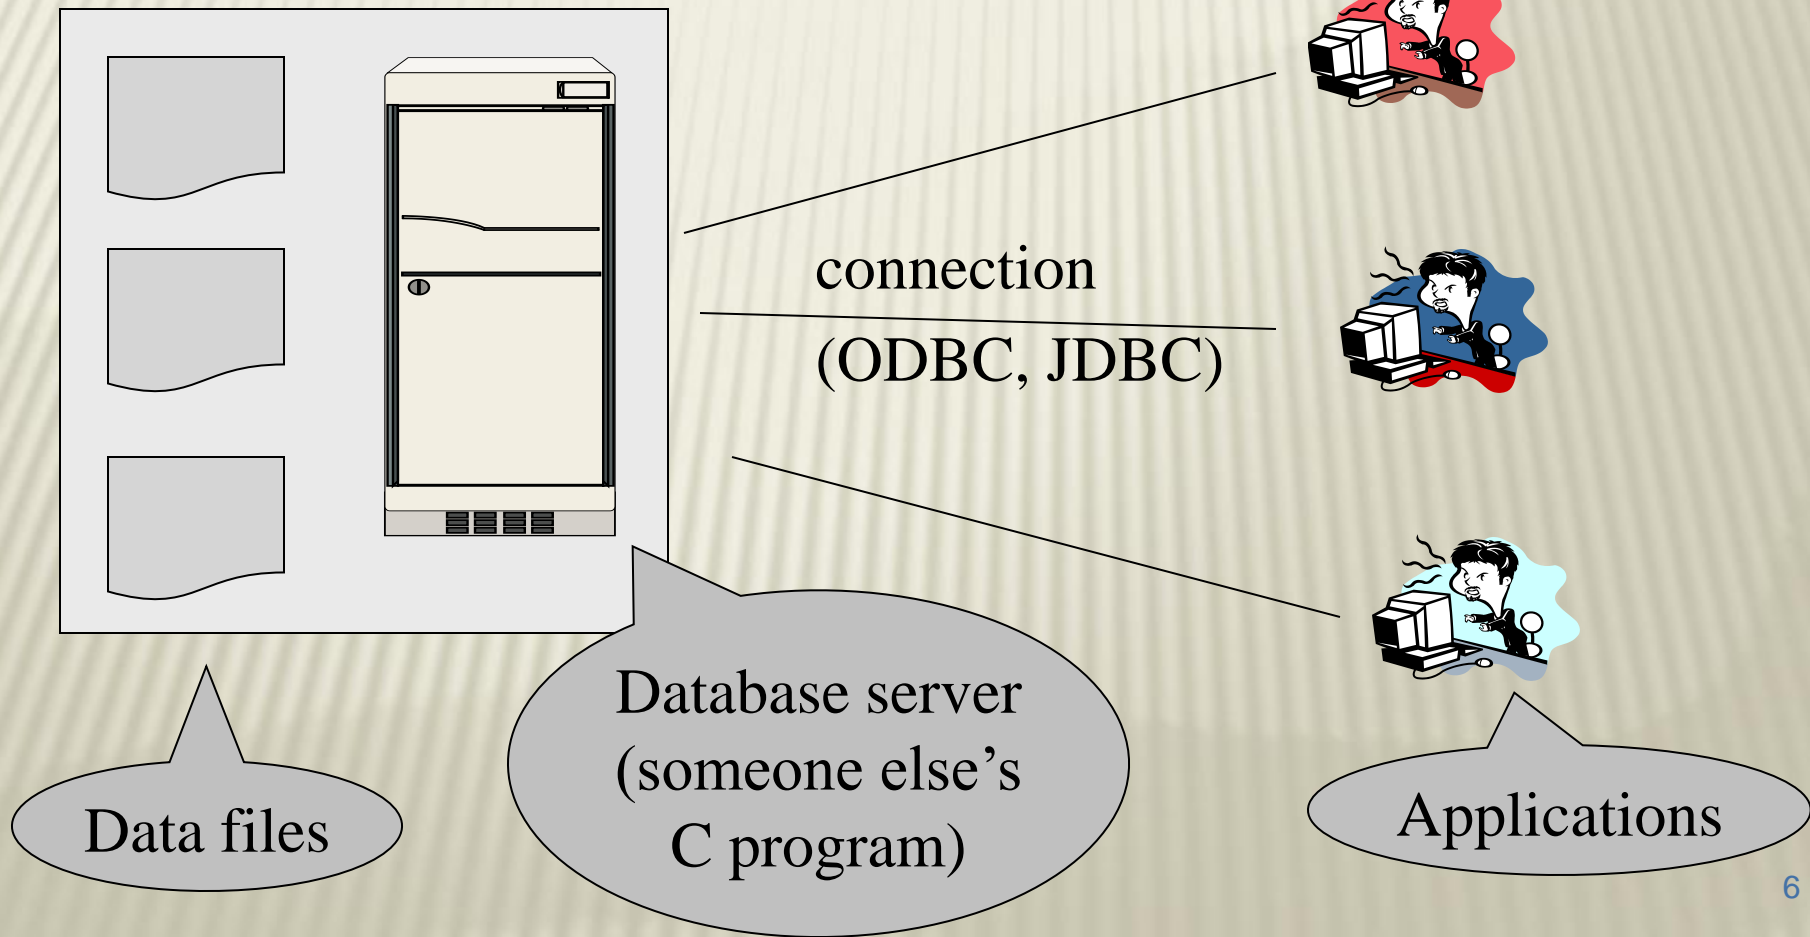 connection
(ODBC, JDBC)
Database server
(someone else’s
C program)
Data files
Applications
6